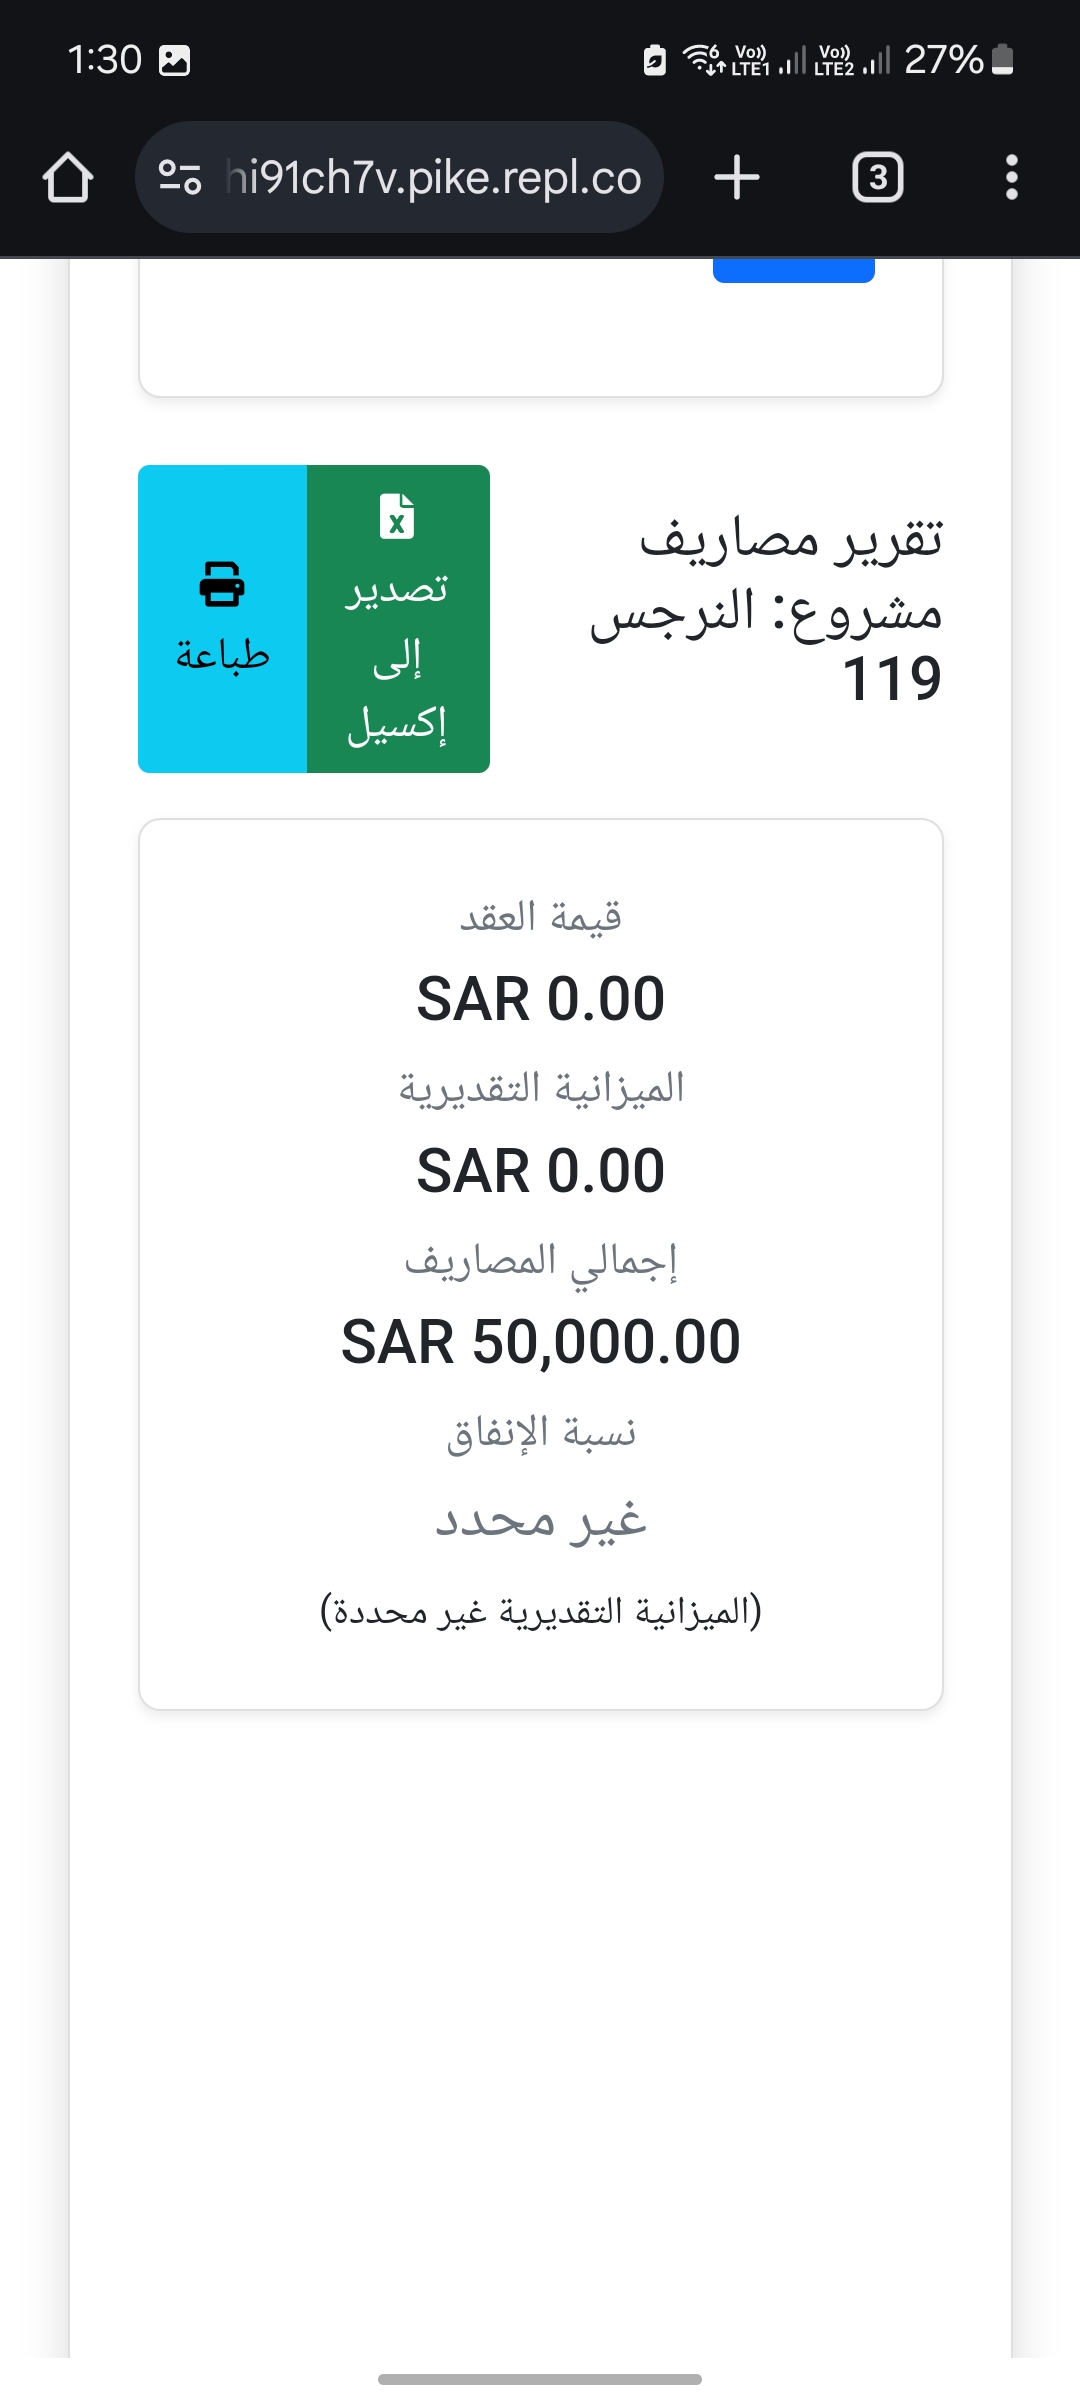 1:30
Vo)) LTE1
Vo)) LTE2
27%
hi91ch7v.pike.repl.co
3
تقرير مصاريف
مشروع: النرجس
119
تصدير
إلى
إكسيل
طباعة
قيمة العقد
SAR 0.00
الميزانية التقديرية
SAR 0.00
إجمالي المصاريف
SAR 50,000.00
نسبة الإنفاق
غير محدد
(الميزانية التقديرية غير محددة)